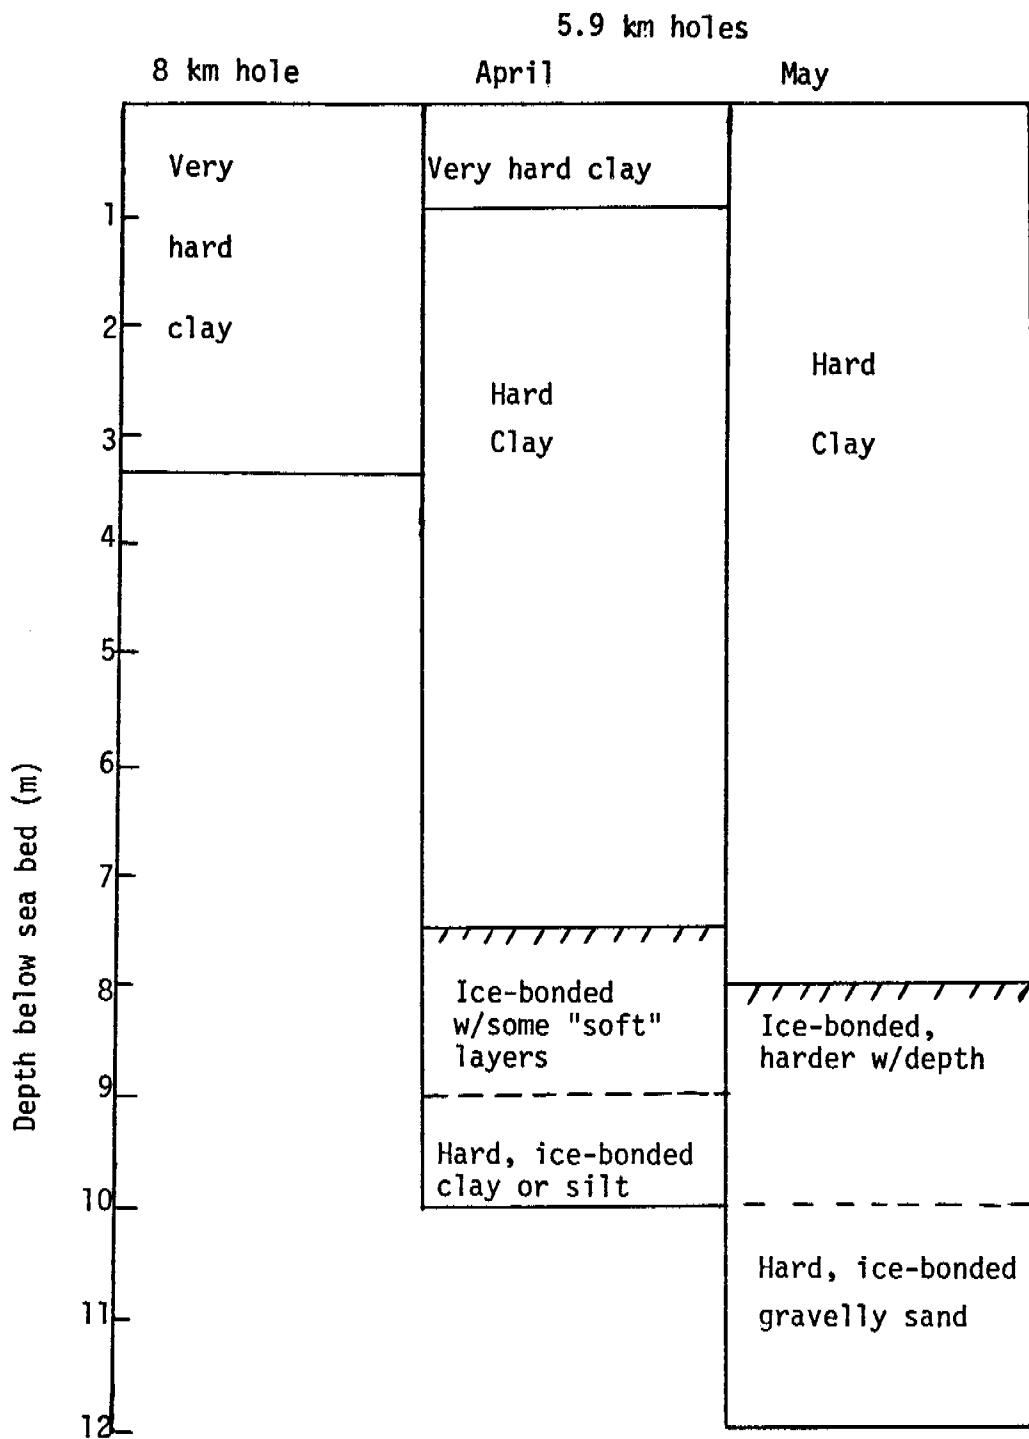 5.9 km holes
8 km hole
April
May
Very
hard
clay
Very hard clay
Hard
Clay
Hard
Clay
Ice-bonded
w/some "soft"
layers
Hard, ice-bonded
clay or silt
Ice-bonded,
harder w/depth
Hard, ice-bonded
gravelly sand
1
2
3
4
5
6
7
8
9
10
11
12
Depth below sea bed (m)